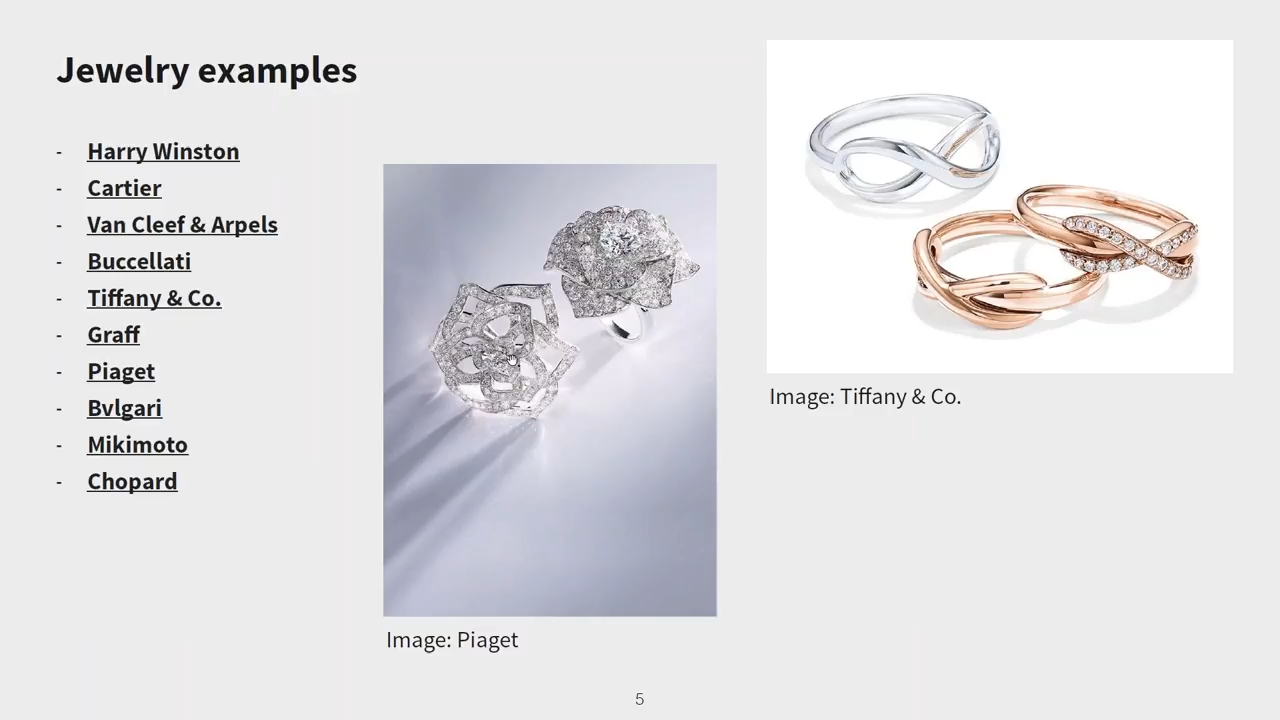 Jewelry examples
- Harry Winston
- Cartier
- Van Cleef & Arpels
- Buccellati
- Tiffany & Co.
- Graff
- Piaget
- Bvlgari
- Mikimoto
- Chopard
Image: Piaget
Image: Tiffany & Co.
5